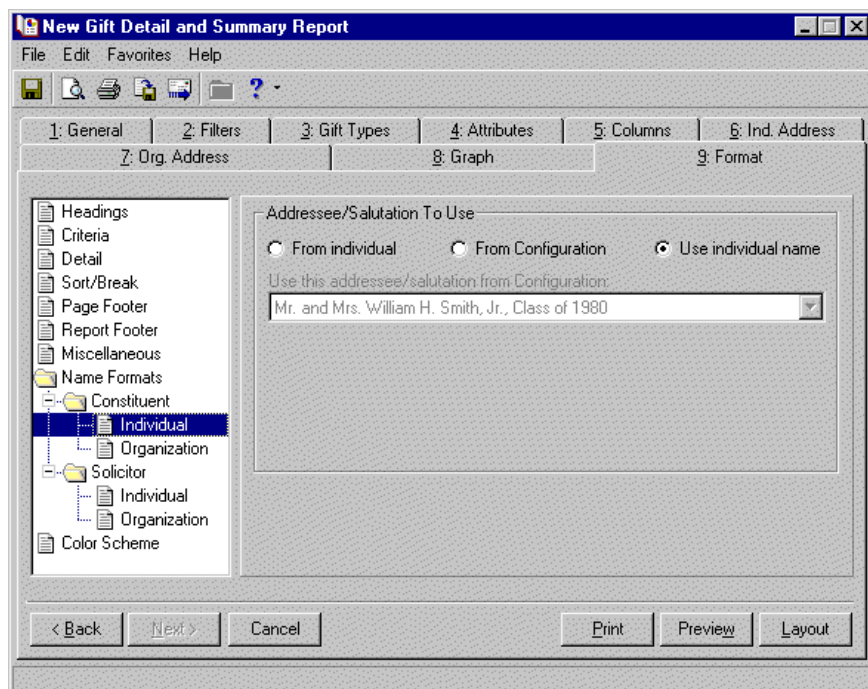 New Gift Detail and Summary Report
File Edit Favorites Help
1: General 2: Filters 3: Gift Types 4: Attributes 5: Columns 6: Ind. Address
7: Org. Address 8: Graph 9: Format
Headings
Criteria
Detail
Sort/Break
Page Footer
Report Footer
Miscellaneous
Name Formats
Constituent
Individual
Organization
Solicitor
Individual
Organization
Color Scheme
Addressee/Salutation To Use
From individual From Configuration Use individual name
Use this addressee/salutation from Configuration:
Mr. and Mrs. William H. Smith, Jr., Class of 1980
< Back Next > Cancel Print Preview Layout